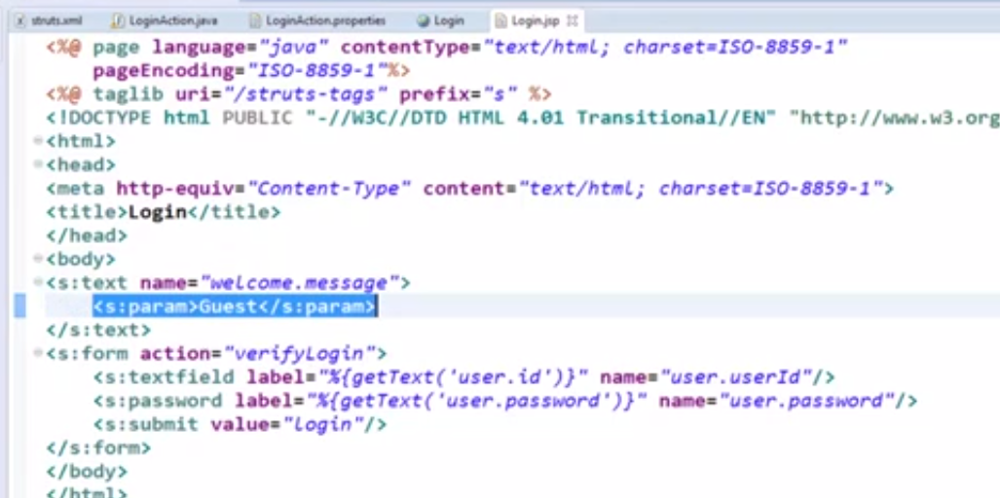 struts.xml LoginAction.java LoginAction.properties Login Login.jsp
<%@ page language="java" contentType="text/html; charset=ISO-8859-1"
    pageEncoding="ISO-8859-1"%>
<%@ taglib uri="/struts-tags" prefix="s" %>
<!DOCTYPE html PUBLIC "-//W3C//DTD HTML 4.01 Transitional//EN" "http://www.w3.org
<html>
<head>
<meta http-equiv="Content-Type" content="text/html; charset=ISO-8859-1">
<title>Login</title>
</head>
<body>
<s:text name="welcome.message">
    <s:param>Guest</s:param>
</s:text>
<s:form action="verifyLogin">
    <s:textfield label="%{getText('user.id')}" name="user.userId"/>
    <s:password label="%{getText('user.password')}" name="user.password"/>
    <s:submit value="Login"/>
</s:form>
</body>
</html>